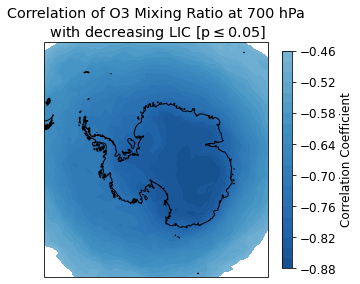 Correlation of O3 Mixing Ratio at 700 hPa
with decreasing LIC [p ≤ 0.05]
−0.46
−0.52
−0.58
−0.64
−0.70
−0.76
−0.82
−0.88
Correlation Coefficient